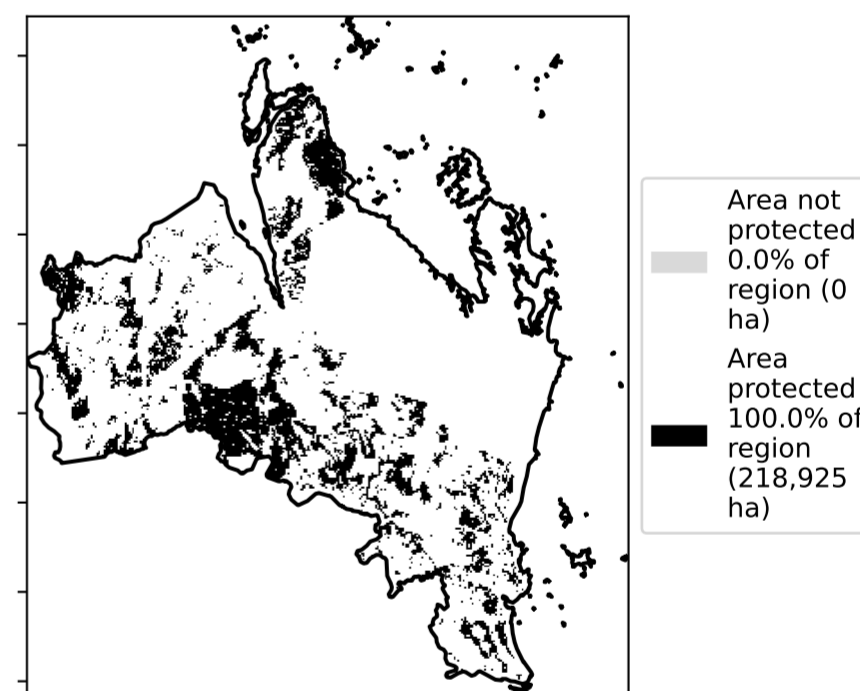 Area not
protected
0.0% of
region (0
ha)
Area
protected
100.0% of
region
(218,925
ha)